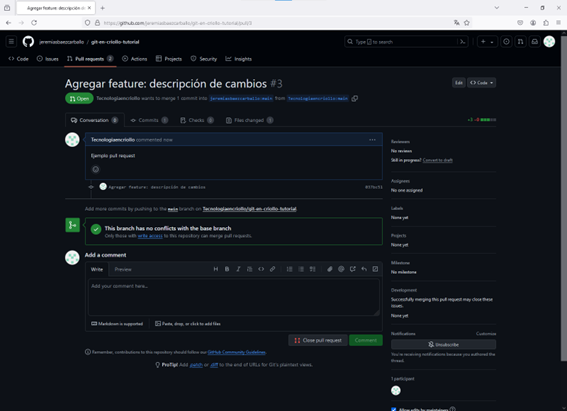 Agregar feature: descripción de cambios
https://github.com/jeremiasbaezcarballo/git-en-criollo-tutorial/pull/3
jeremiasbaezcarballo / git-en-criollo-tutorial
Type / to search
Code
Issues
Pull requests 2
Actions
Projects
Security
Insights
Agregar feature: descripción de cambios #3
Edit
Code
Open
Tecnologiaencriollo wants to merge 1 commit into jeremiasbaezcarballo:main from Tecnologiaencriollo:main
Conversation 0
Commits 1
Checks 0
Files changed 1
Tecnologiaencriollo commented now
Ejemplo pull request
Agregar feature: descripción de cambios
Add more commits by pushing to the main branch on Tecnologiaencriollo/git-en-criollo-tutorial.
This branch has no conflicts with the base branch
Only those with write access to this repository can merge pull requests.
Add a comment
Write
Preview
Add your comment here...
Markdown is supported
Paste, drop, or click to add files
Close pull request
Comment
Remember, contributions to this repository should follow our GitHub Community Guidelines.
ProTip! Add .patch or .diff to the end of URLs for Git's plaintext views.
Reviewers
No reviews
Still in progress? Convert to draft
Assignees
No one assigned
Labels
None yet
Projects
None yet
Milestone
No milestone
Development
Successfully merging this pull request may close these issues.
None yet
Notifications
Customize
Unsubscribe
You're receiving notifications because you authored the thread.
1 participant
Allow edits by maintainers